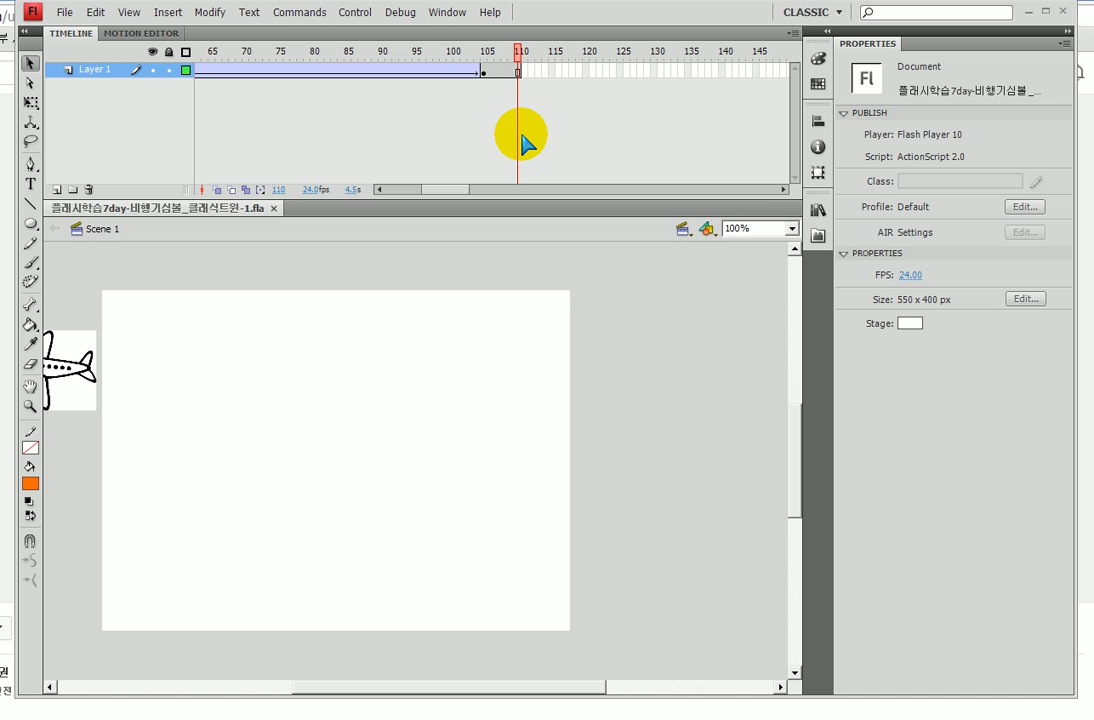 Fl File Edit View Insert Modify Text Commands Control Debug Window Help CLASSIC
TIMELINE MOTION EDITOR
65 70 75 80 85 90 95 100 105 110 115 120 125 130 135 140 145
Layer 1
110 24.0fps 4.5s
플래시학습7day-비행기심볼_클래식트윈-1.fla
Scene 1
100%
PROPERTIES
Fl
Document
플래시학습7day-비행기심볼_...
PUBLISH
Player: Flash Player 10
Script: ActionScript 2.0
Class:
Profile: Default Edit...
AIR Settings Edit...
PROPERTIES
FPS: 24.00
Size: 550 x 400 px Edit...
Stage: